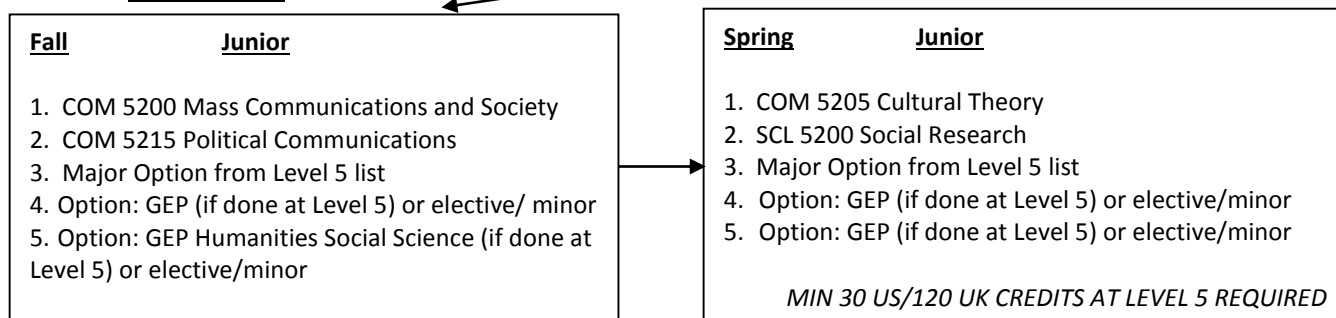 Fall Junior
1. COM 5200 Mass Communications and Society
2. COM 5215 Political Communications
3. Major Option from Level 5 list
4. Option: GEP (if done at Level 5) or elective/ minor
5. Option: GEP Humanities Social Science (if done at
Level 5) or elective/minor
Spring Junior
1. COM 5205 Cultural Theory
2. SCL 5200 Social Research
3. Major Option from Level 5 list
4. Option: GEP (if done at Level 5) or elective/minor
5. Option: GEP (if done at Level 5) or elective/minor
MIN 30 US/120 UK CREDITS AT LEVEL 5 REQUIRED